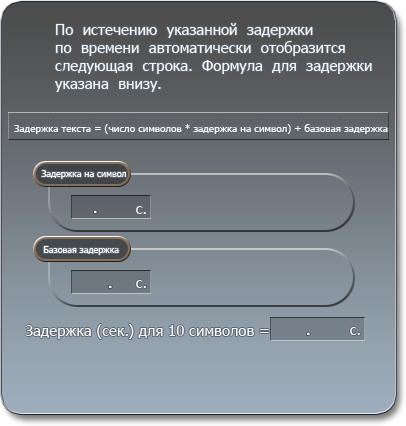 По истечению указанной задержки
по времени автоматически отобразится
следующая строка. Формула для задержки
указана внизу.
Задержка текста = (число символов * задержка на символ) + базовая задержка
Задержка на символ
. с.
Базовая задержка
. с.
Задержка (сек.) для 10 символов = . с.